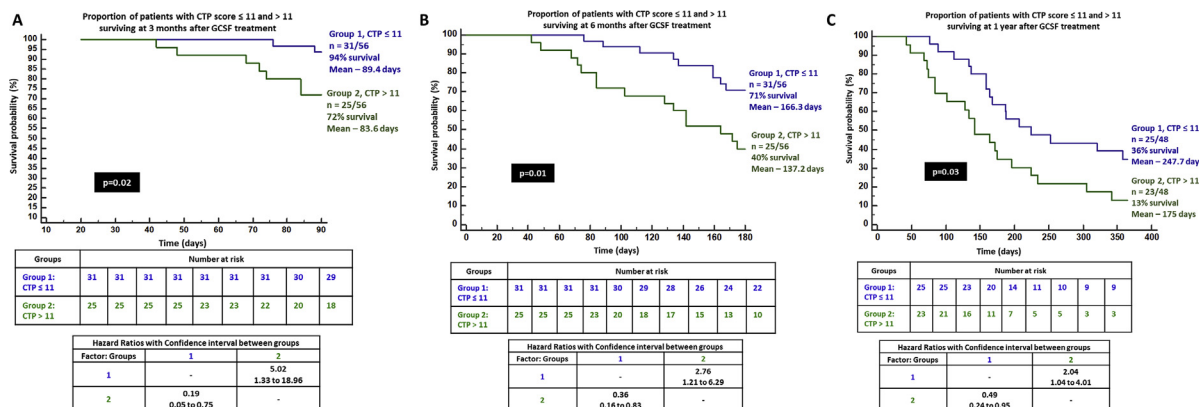 A
Proportion of patients with CTP score ≤ 11 and > 11
surviving at 3 months after GCSF treatment
Survival probability (%)
100
95
90
85
80
75
70
65
60
55
50
45
40
35
30
25
20
15
10
Group 1, CTP ≤ 11
n = 31/56
94% survival
Mean – 89.4 days
Group 2, CTP > 11
n = 25/56
72% survival
Mean – 83.6 days
p=0.02
10 20 30 40 50 60 70 80 90
Time (days)
Groups Number at risk
Group 1: CTP ≤ 11 31 31 31 31 31 31 31 30 29
Group 2: CTP > 11 25 25 25 25 23 23 22 20 18
Hazard Ratios with Confidence interval between groups
Factor: Groups 1 2
1 - 5.02
1.33 to 18.96
2 0.19 -
0.05 to 0.75
B
Proportion of patients with CTP score ≤ 11 and > 11
surviving at 6 months after GCSF treatment
Survival probability (%)
100
90
80
70
60
50
40
30
20
10
0
Group 1, CTP ≤ 11
n = 31/56
71% survival
Mean – 166.3 days
Group 2, CTP > 11
n = 25/56
40% survival
Mean – 137.2 days
p=0.01
0 20 40 60 80 100 120 140 160 180
Time (days)
Groups Number at risk
Group 1: CTP ≤ 11 31 31 31 31 30 29 28 26 24 22
Group 2: CTP > 11 25 25 25 23 20 18 17 15 13 10
Hazard Ratios with Confidence interval between groups
Factor: Groups 1 2
1 - 2.76
1.21 to 6.29
2 0.36 -
0.16 to 0.83
C
Proportion of patients with CTP score ≤ 11 and > 11
surviving at 1 year after GCSF treatment
Survival probability (%)
100
90
80
70
60
50
40
30
20
10
0
Group 1, CTP ≤ 11
n = 25/48
36% survival
Mean – 247.7 days
Group 2, CTP > 11
n = 23/48
13% survival
Mean – 175 days
p=0.03
0 50 100 150 200 250 300 350 400
Time (days)
Groups Number at risk
Group 1: CTP ≤ 11 25 25 23 20 14 11 10 9 9
Group 2: CTP > 11 23 21 16 11 7 5 5 3 3
Hazard Ratios with Confidence interval between groups
Factor: Groups 1 2
1 - 2.04
1.04 to 4.01
2 0.49 -
0.24 to 0.95